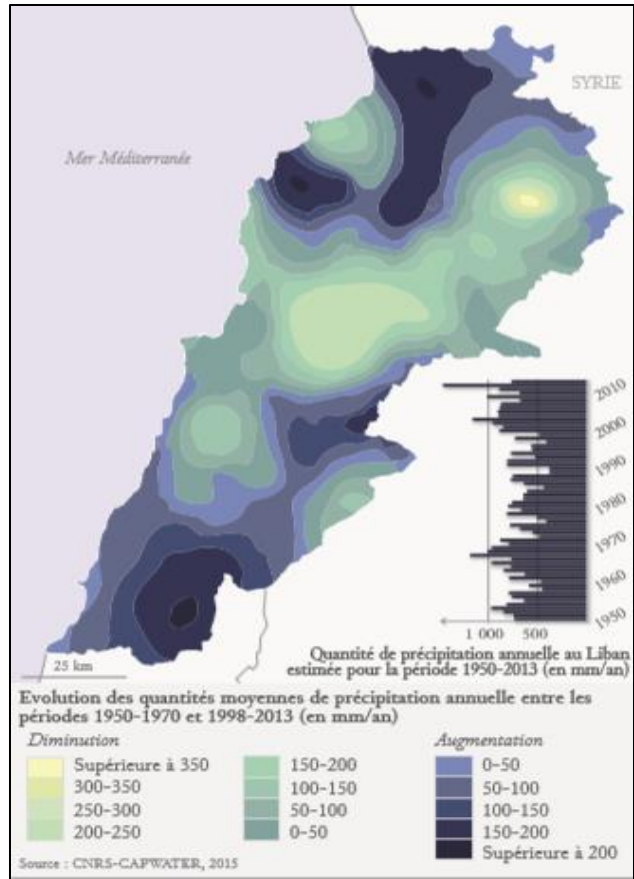 SYRIE
Mer Méditerranée
2010
2000
1990
1980
1970
1960
1950
1 000 500
Quantité de précipitation annuelle au Liban
estimée pour la période 1950-2013 (en mm/an)
25 km
Evolution des quantités moyennes de précipitation annuelle entre les
périodes 1950-1970 et 1998-2013 (en mm/an)
Diminution
Supérieure à 350
300-350
250-300
200-250
150-200
100-150
50-100
0-50
Augmentation
0-50
50-100
100-150
150-200
Supérieure à 200
Source : CNRS-CAPWATER, 2015